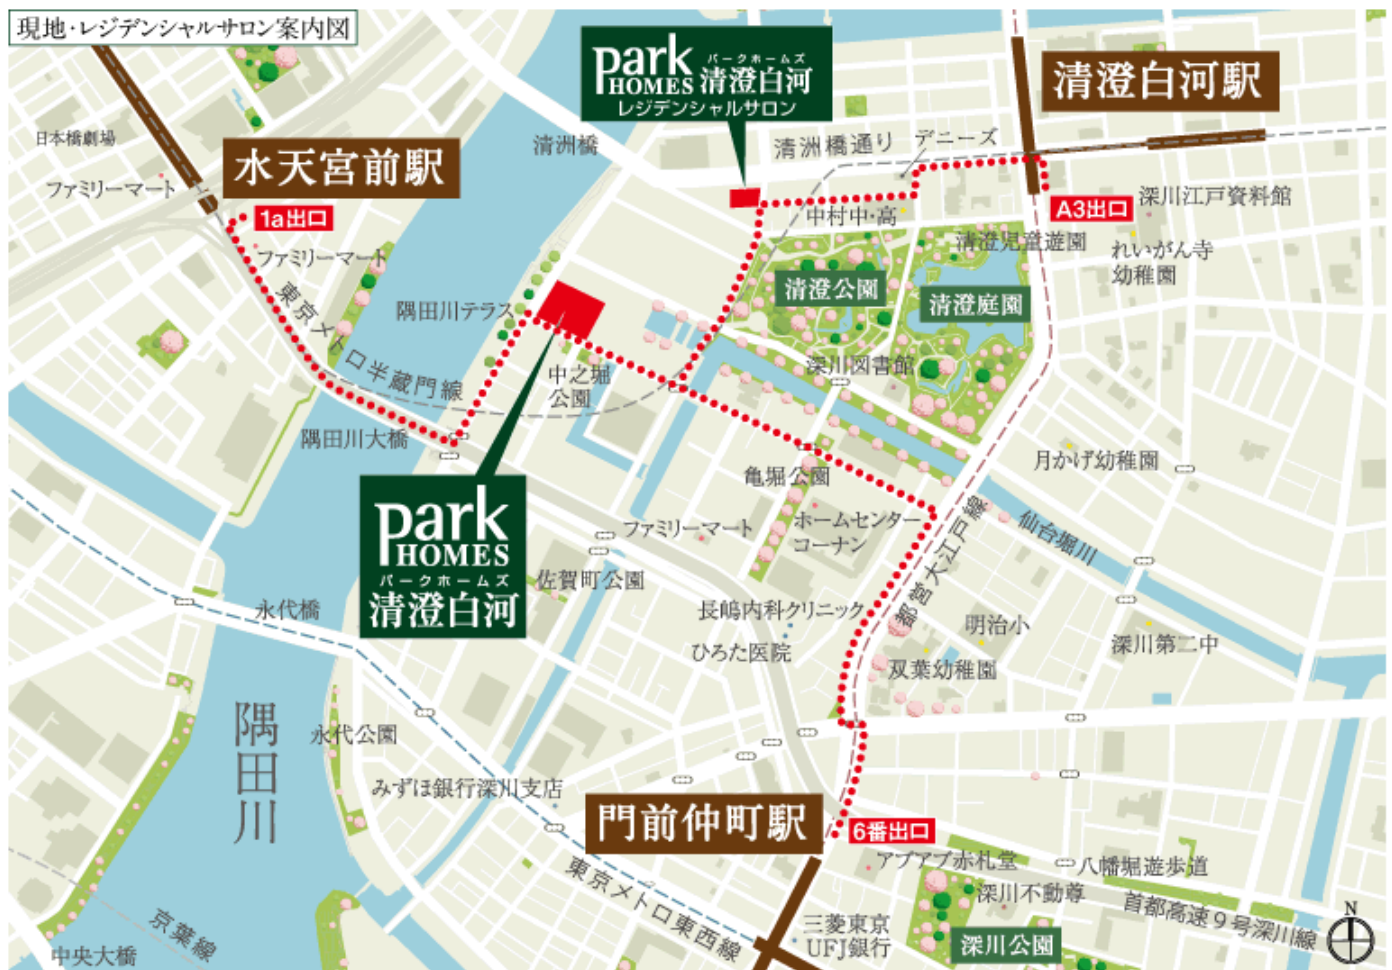 現地・レジデンシャルサロン案内図
park
HOMES
パークホームズ
清澄白河
レジデンシャルサロン
清澄白河駅
日本橋劇場
水天宮前駅
清洲橋
清洲橋通り
デニーズ
ファミリーマート
1a出口
中村中・高
A3出口
深川江戸資料館
ファミリーマート
清澄児童遊園
れいがん寺
幼稚園
清澄公園
清澄庭園
隅田川テラス
東京メトロ半蔵門線
中之堀
公園
深川図書館
隅田川大橋
亀堀公園
月かげ幼稚園
park
HOMES
パークホームズ
清澄白河
ファミリーマート
ホームセンター
コーナン
都営大江戸線
仙台堀川
佐賀町公園
永代橋
長嶋内科クリニック
明治小
ひろた医院
双葉幼稚園
深川第二中
隅田川
永代公園
みずほ銀行深川支店
門前仲町駅
6番出口
アブアブ赤札堂
八幡堀遊歩道
東京メトロ東西線
深川不動尊
首都高速9号深川線
京葉線
中央大橋
三菱東京
UFJ銀行
深川公園
N